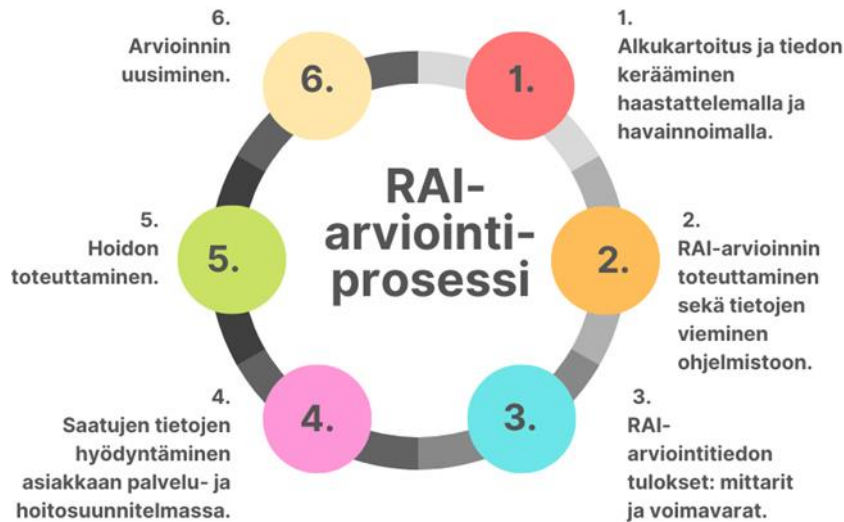 RAI-
arviointi-
prosessi
1.
1.
Alkukartoitus ja tiedon
kerääminen
haastattelemalla ja
havainnoimalla.
2.
2.
RAI-arvioinnin
toteuttaminen
sekä tietojen
vieminen
ohjelmistoon.
3.
3.
RAI-
arviointitiedon
tulokset: mittarit
ja voimavarat.
4.
4.
Saatujen tietojen
hyödyntäminen
asiakkaan palvelu- ja
hoitosuunnitelmassa.
5.
5.
Hoidon
toteuttaminen.
6.
6.
Arvioinnin
uusiminen.